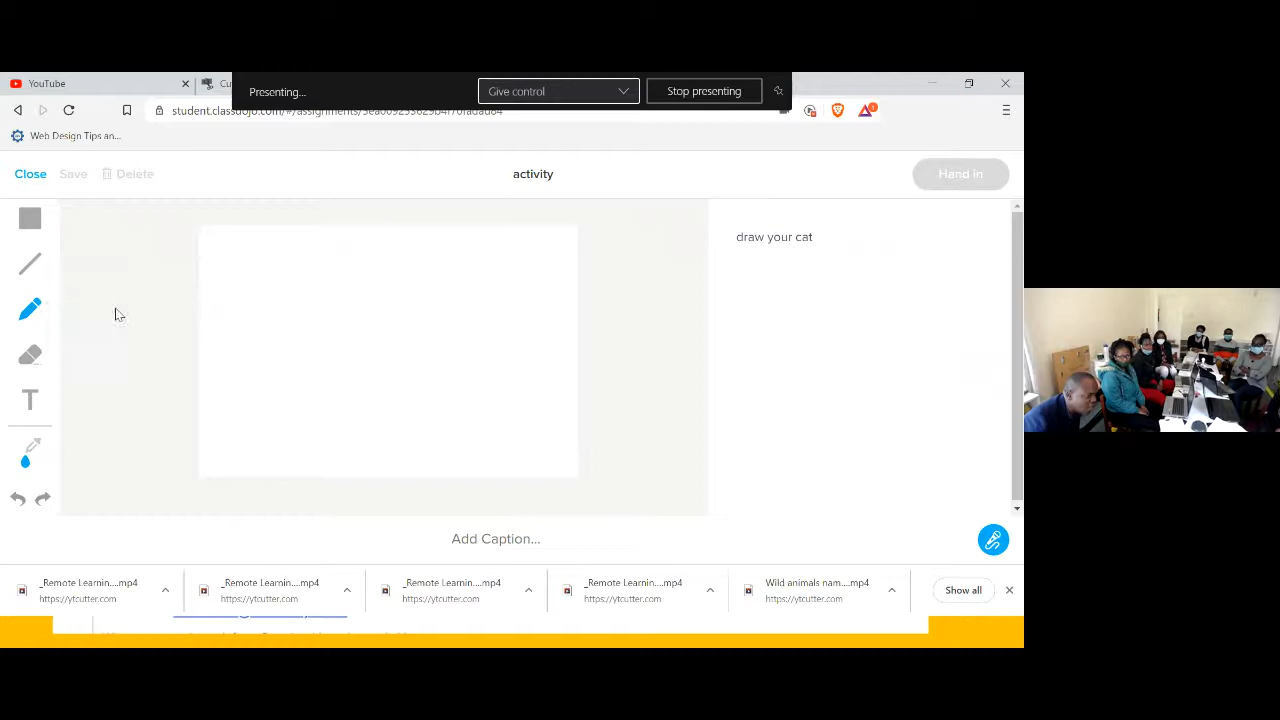 YouTube
Cu
Presenting...
Give control
Stop presenting
1
Web Design Tips an...
Close
Save
Delete
activity
Hand in
draw your cat
T
Add Caption...
_Remote Learnin....mp4
https://ytcutter.com
_Remote Learnin....mp4
https://ytcutter.com
_Remote Learnin....mp4
https://ytcutter.com
_Remote Learnin....mp4
https://ytcutter.com
Wild animals nam....mp4
https://ytcutter.com
Show all